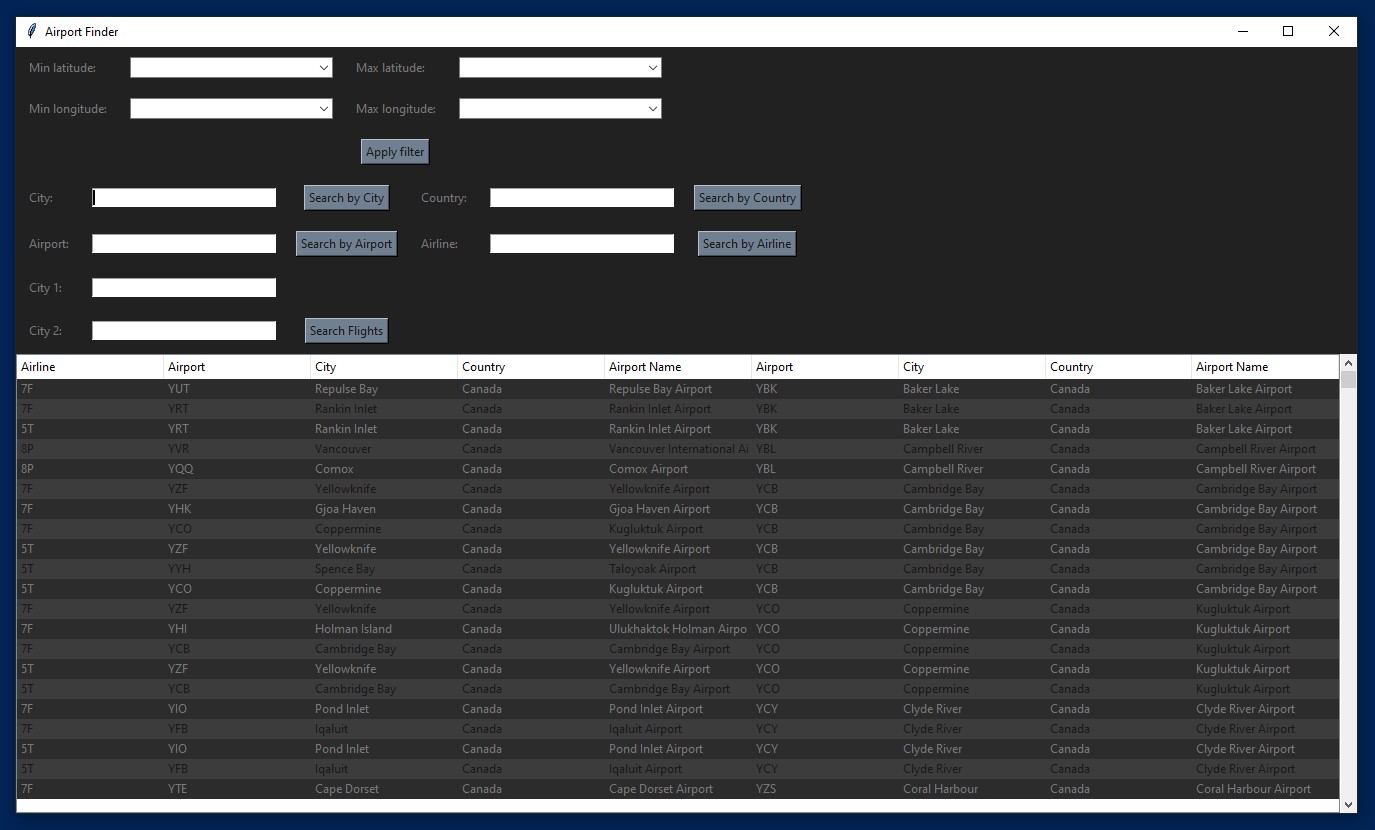 Airport Finder
Min latitude: Max latitude:
Min longitude: Max longitude:
Apply filter
City: Search by City Country: Search by Country
Airport: Search by Airport Airline: Search by Airline
City 1:
City 2: Search Flights
Airline Airport City Country Airport Name Airport City Country Airport Name
7F YUT Repulse Bay Canada Repulse Bay Airport YBK Baker Lake Canada Baker Lake Airport
7F YRT Rankin Inlet Canada Rankin Inlet Airport YBK Baker Lake Canada Baker Lake Airport
5T YRT Rankin Inlet Canada Rankin Inlet Airport YBK Baker Lake Canada Baker Lake Airport
8P YVR Vancouver Canada Vancouver International Ai YBL Campbell River Canada Campbell River Airport
8P YQQ Comox Canada Comox Airport YBL Campbell River Canada Campbell River Airport
7F YZF Yellowknife Canada Yellowknife Airport YCB Cambridge Bay Canada Cambridge Bay Airport
7F YHK Gjoa Haven Canada Gjoa Haven Airport YCB Cambridge Bay Canada Cambridge Bay Airport
7F YCO Coppermine Canada Kugluktuk Airport YCB Cambridge Bay Canada Cambridge Bay Airport
5T YZF Yellowknife Canada Yellowknife Airport YCB Cambridge Bay Canada Cambridge Bay Airport
5T YYH Spence Bay Canada Taloyoak Airport YCB Cambridge Bay Canada Cambridge Bay Airport
5T YCO Coppermine Canada Kugluktuk Airport YCB Cambridge Bay Canada Cambridge Bay Airport
7F YZF Yellowknife Canada Yellowknife Airport YCO Coppermine Canada Kugluktuk Airport
7F YHI Holman Island Canada Ulukhaktok Holman Airpo YCO Coppermine Canada Kugluktuk Airport
7F YCB Cambridge Bay Canada Cambridge Bay Airport YCO Coppermine Canada Kugluktuk Airport
5T YZF Yellowknife Canada Yellowknife Airport YCO Coppermine Canada Kugluktuk Airport
5T YCB Cambridge Bay Canada Cambridge Bay Airport YCO Coppermine Canada Kugluktuk Airport
7F YIO Pond Inlet Canada Pond Inlet Airport YCY Clyde River Canada Clyde River Airport
7F YFB Iqaluit Canada Iqaluit Airport YCY Clyde River Canada Clyde River Airport
5T YIO Pond Inlet Canada Pond Inlet Airport YCY Clyde River Canada Clyde River Airport
5T YFB Iqaluit Canada Iqaluit Airport YCY Clyde River Canada Clyde River Airport
7F YTE Cape Dorset Canada Cape Dorset Airport YZS Coral Harbour Canada Coral Harbour Airport